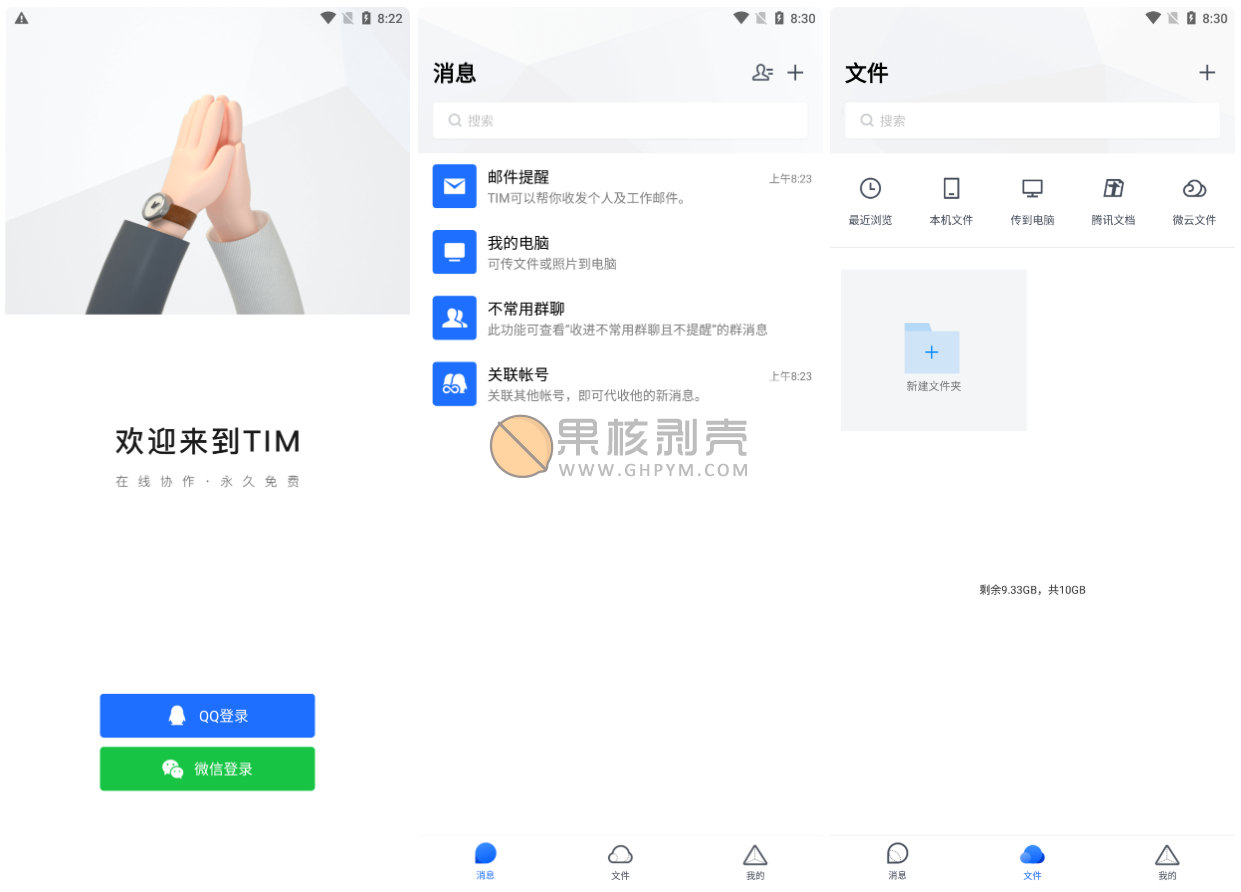 8:22
欢迎来到TIM
在线协作·永久免费
QQ登录
微信登录
8:30
消息
搜索
邮件提醒
上午8:23
TIM可以帮你收发个人及工作邮件。
我的电脑
可传文件或照片到电脑
不常用群聊
此功能可查看"收进不常用群聊且不提醒"的群消息
关联帐号
上午8:23
关联其他帐号，即可代收他的新消息。
果核剥壳
WWW.GHPYM.COM
消息
文件
我的
8:30
文件
搜索
最近浏览
本机文件
传到电脑
腾讯文档
微云文件
新建文件夹
剩余9.33GB，共10GB
消息
文件
我的